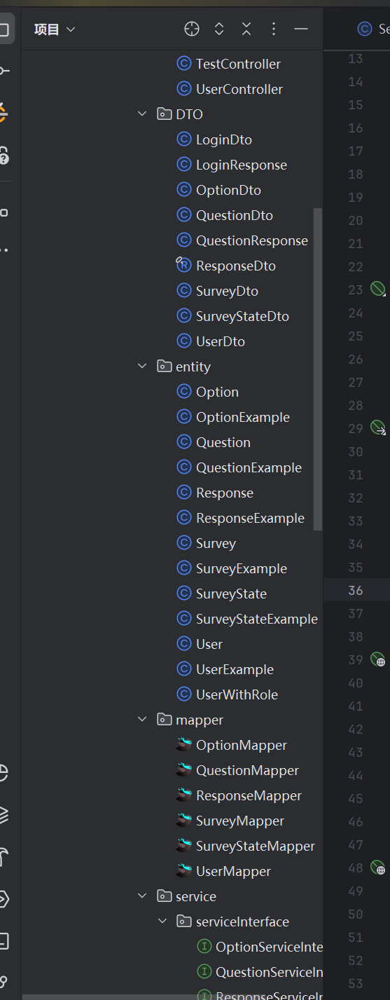 项目
Se
TestController
UserController
DTO
LoginDto
LoginResponse
OptionDto
QuestionDto
QuestionResponse
ResponseDto
SurveyDto
SurveyStateDto
UserDto
entity
Option
OptionExample
Question
QuestionExample
Response
ResponseExample
Survey
SurveyExample
SurveyState
SurveyStateExample
User
UserExample
UserWithRole
mapper
OptionMapper
QuestionMapper
ResponseMapper
SurveyMapper
SurveyStateMapper
UserMapper
service
serviceInterface
OptionServiceInte
QuestionServiceIn
ResponseServiceIn
13
14
15
16
17
18
19
20
21
22
23
24
25
26
27
28
29
30
31
32
33
34
35
36
37
38
39
40
41
42
43
44
45
46
47
48
49
50
51
52
53